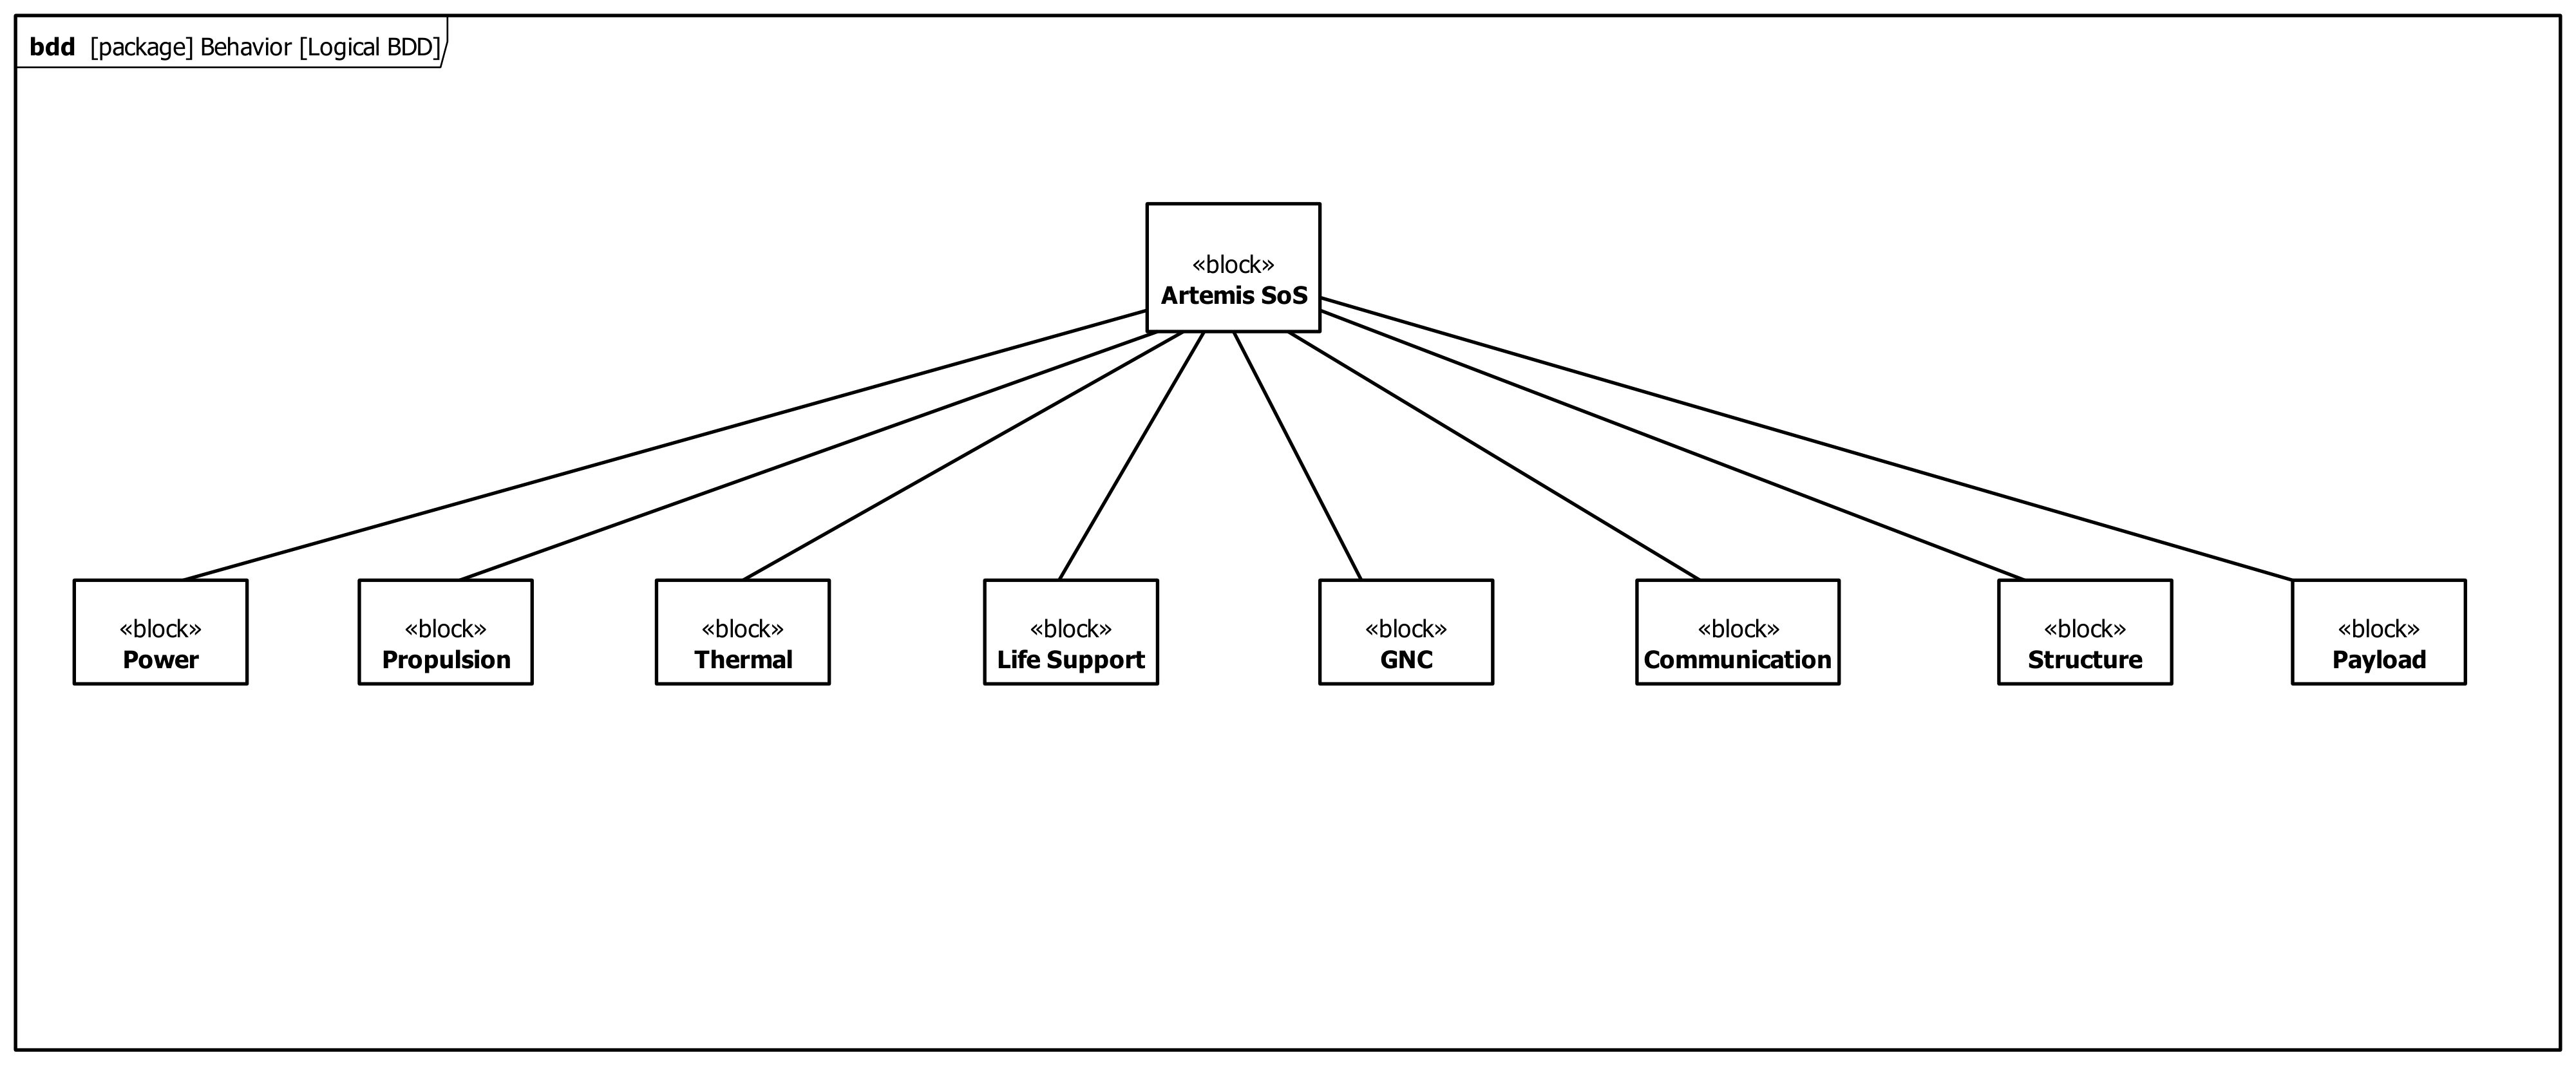 bdd [package] Behavior [Logical BDD]
«block»
Artemis SoS
«block»
Power
«block»
Propulsion
«block»
Thermal
«block»
Life Support
«block»
GNC
«block»
Communication
«block»
Structure
«block»
Payload